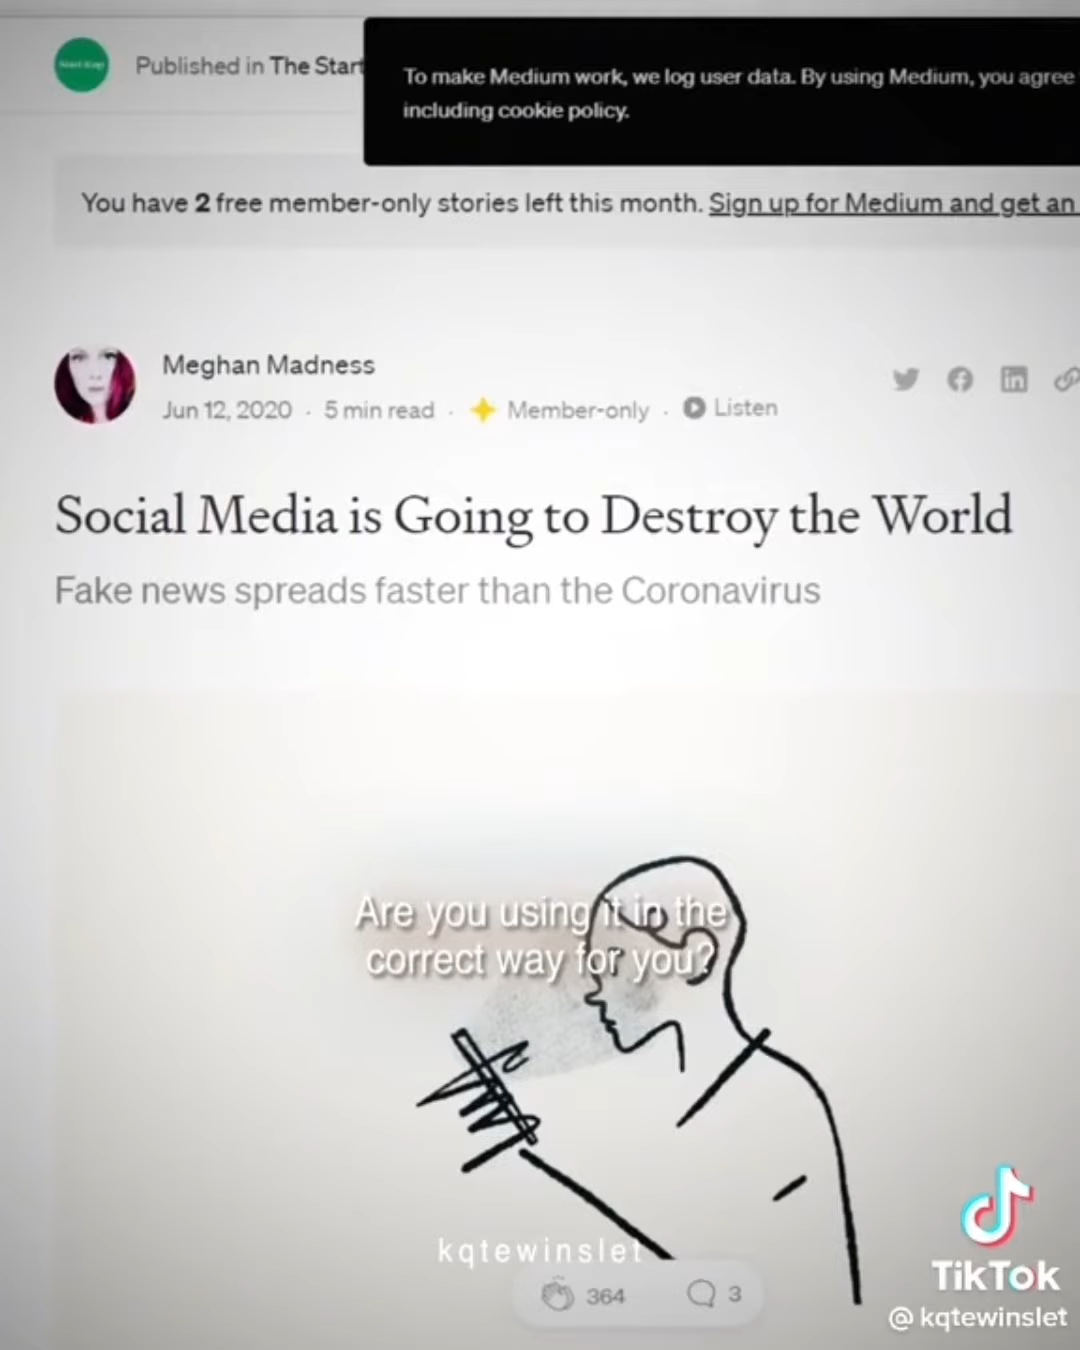 Published in The Start
To make Medium work, we log user data. By using Medium, you agree
including cookie policy.
You have 2 free member-only stories left this month. Sign up for Medium and get an
Meghan Madness
Jun 12, 2020 · 5 min read · Member-only · Listen
Social Media is Going to Destroy the World
Fake news spreads faster than the Coronavirus
Are you using it in the
correct way for you?
kqtewinslet
364 3
TikTok
@kqtewinslet